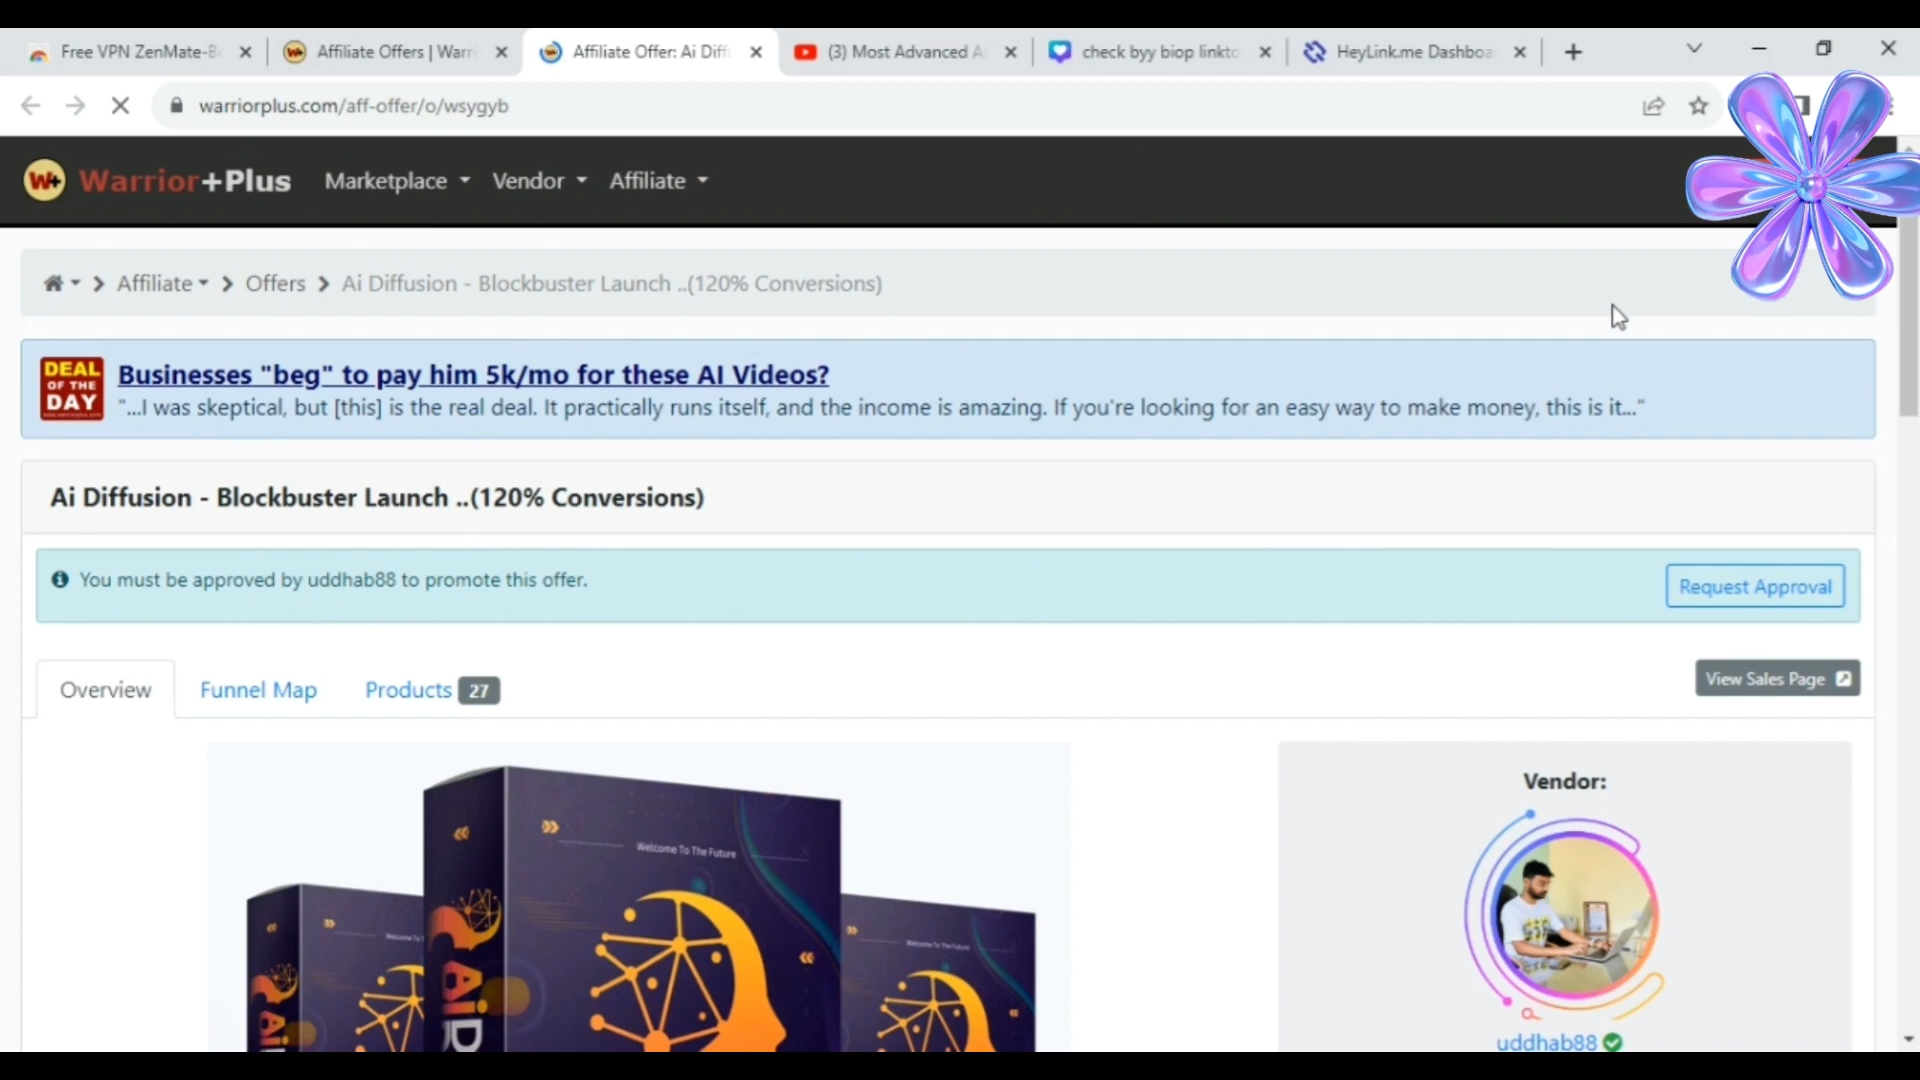 Free VPN ZenMate-B
Affiliate Offers | Warri
Affiliate Offer: Ai Diff
(3) Most Advanced A
check byy biop linkt
HeyLink.me Dashboa
warriorplus.com/aff-offer/o/wsygyb
W+ Warrior+Plus Marketplace Vendor Affiliate
Affiliate Offers Ai Diffusion - Blockbuster Launch ..(120% Conversions)
DEAL
OF THE
DAY
Businesses "beg" to pay him 5k/mo for these AI Videos?
"...I was skeptical, but [this] is the real deal. It practically runs itself, and the income is amazing. If you're looking for an easy way to make money, this is it..."
Ai Diffusion - Blockbuster Launch ..(120% Conversions)
You must be approved by uddhab88 to promote this offer.
Request Approval
Overview
Funnel Map
Products 27
View Sales Page
Welcome To The Future
Vendor:
uddhab88